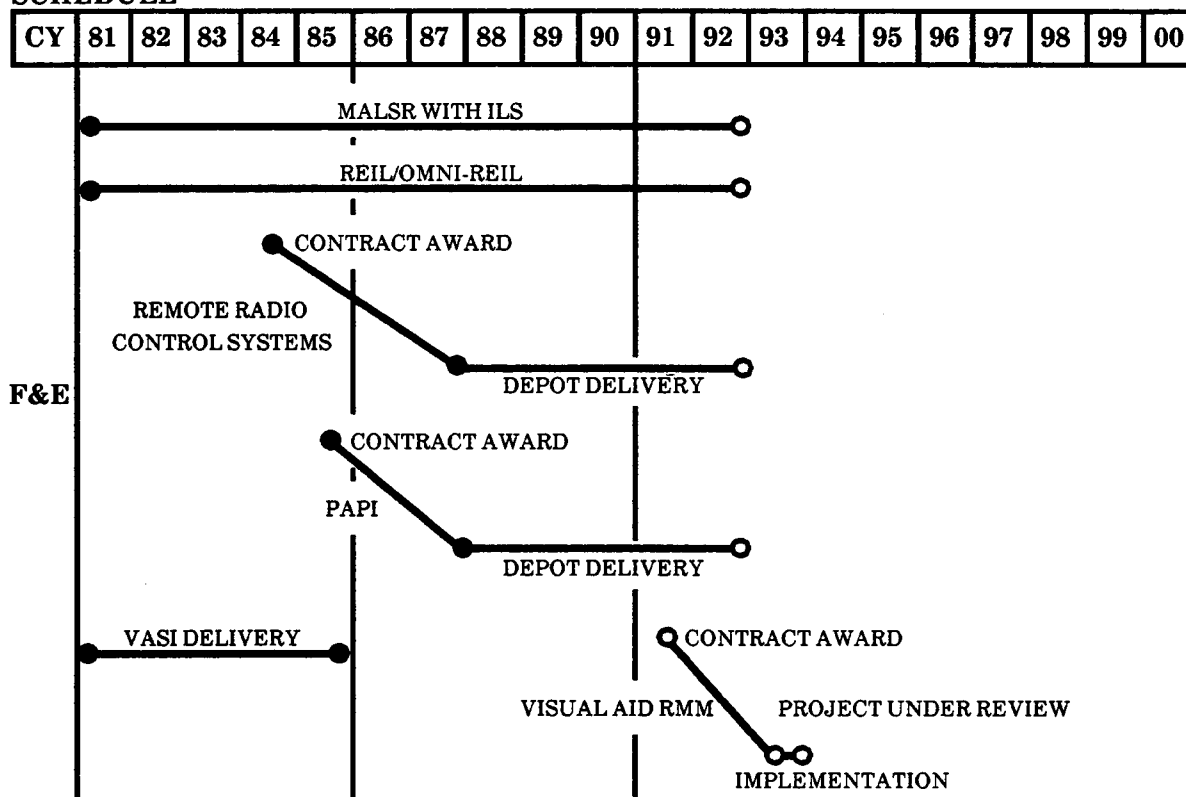 SCHEDULE
CY 81 82 83 84 85 86 87 88 89 90 91 92 93 94 95 96 97 98 99 00
MALSR WITH ILS
REIL/OMNI-REIL
CONTRACT AWARD
REMOTE RADIO
CONTROL SYSTEMS
DEPOT DELIVERY
F&E
CONTRACT AWARD
PAPI
DEPOT DELIVERY
VASI DELIVERY
CONTRACT AWARD
VISUAL AID RMM
PROJECT UNDER REVIEW
IMPLEMENTATION